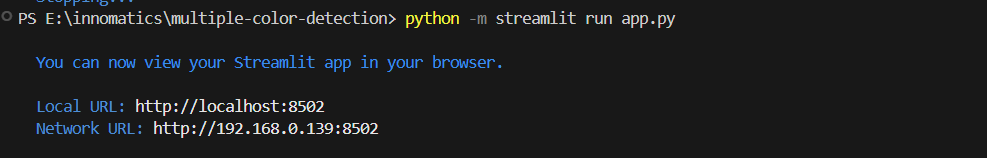 Stopping...
PS E:\innomatics\multiple-color-detection> python -m streamlit run app.py
You can now view your Streamlit app in your browser.
Local URL: http://localhost:8502
Network URL: http://192.168.0.139:8502